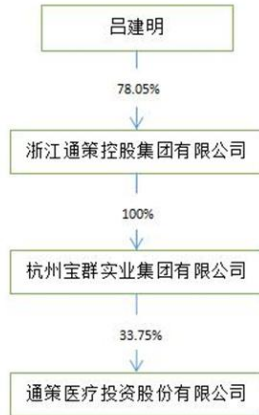 吕建明
78.05%
浙江通策控股集团有限公司
100%
杭州宝群实业集团有限公司
33.75%
通策医疗投资股份有限公司